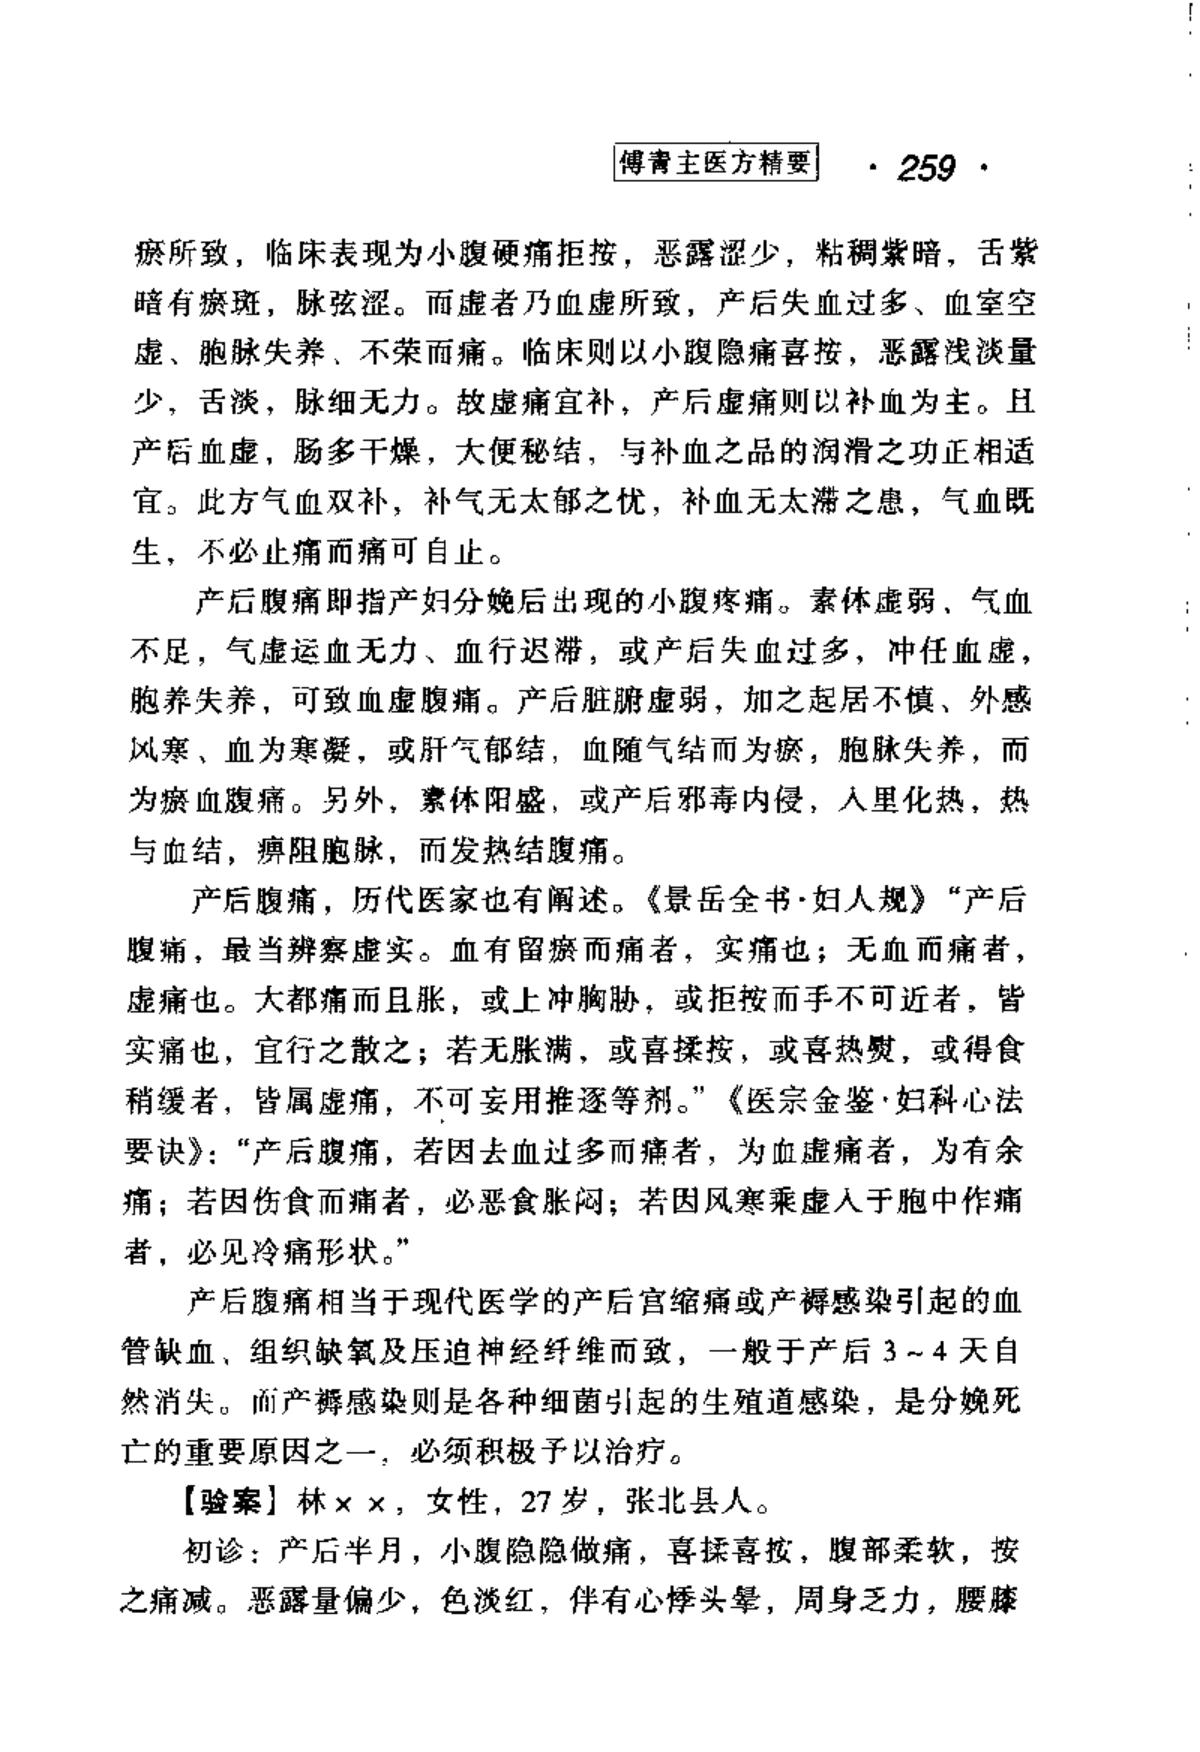 傅青主医方精要 · 259 ·
瘀所致，临床表现为小腹硬痛拒按，恶露涩少，粘稠紫暗，舌紫
暗有瘀斑，脉弦涩。而虚者乃血虚所致，产后失血过多、血室空
虚、胞脉失养、不荣而痛。临床则以小腹隐痛喜按，恶露浅淡量
少，舌淡，脉细无力。故虚痛宜补，产后虚痛则以补血为主。且
产后血虚，肠多干燥，大便秘结，与补血之品的润滑之功正相适
宜。此方气血双补，补气无太郁之忧，补血无太滞之患，气血既
生，不必止痛而痛可自止。
产后腹痛即指产妇分娩后出现的小腹疼痛。素体虚弱、气血
不足，气虚运血无力、血行迟滞，或产后失血过多，冲任血虚，
胞养失养，可致血虚腹痛。产后脏腑虚弱，加之起居不慎、外感
风寒、血为寒凝，或肝气郁结，血随气结而为瘀，胞脉失养，而
为瘀血腹痛。另外，素体阳盛，或产后邪毒内侵，入里化热，热
与血结，痹阻胞脉，而发热结腹痛。
产后腹痛，历代医家也有阐述。《景岳全书·妇人规》“产后
腹痛，最当辨察虚实。血有留瘀而痛者，实痛也；无血而痛者，
虚痛也。大都痛而且胀，或上冲胸胁，或拒按而手不可近者，皆
实痛也，宜行之散之；若无胀满，或喜揉按，或喜热熨，或得食
稍缓者，皆属虚痛，不可妄用推逐等剂。”《医宗金鉴·妇科心法
要诀》：“产后腹痛，若因去血过多而痛者，为血虚痛者，为有余
痛；若因伤食而痛者，必恶食胀闷；若因风寒乘虚入于胞中作痛
者，必见冷痛形状。”
产后腹痛相当于现代医学的产后宫缩痛或产褥感染引起的血
管缺血、组织缺氧及压迫神经纤维而致，一般于产后 3～4 天自
然消失。而产褥感染则是各种细菌引起的生殖道感染，是分娩死
亡的重要原因之一，必须积极予以治疗。
【验案】林××，女性，27岁，张北县人。
初诊：产后半月，小腹隐隐做痛，喜揉喜按，腹部柔软，按
之痛减。恶露量偏少，色淡红，伴有心悸头晕，周身乏力，腰膝